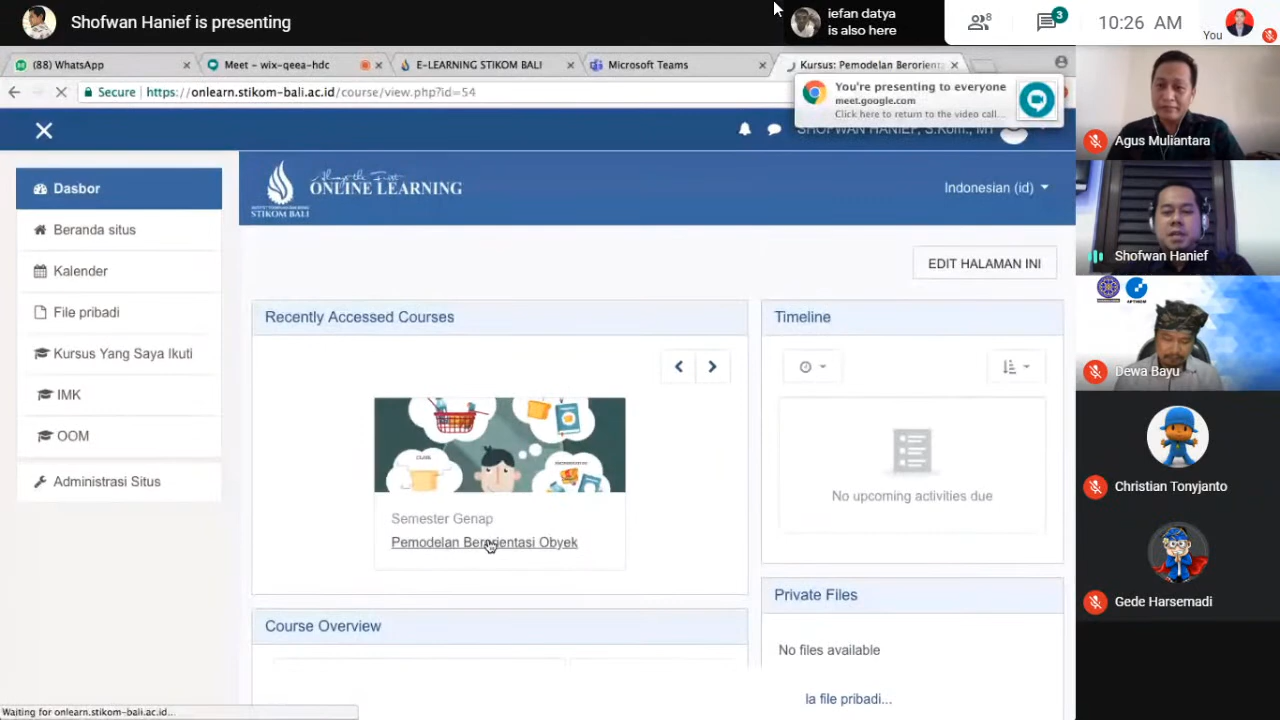 Shofwan Hanief is presenting
iefan datya
is also here
8
3
10:26 AM
You
(88) WhatsApp
Meet – wix-qeea-hdc
E-LEARNING STIKOM BALI
Microsoft Teams
Kursus: Pemodelan Berorienta
Secure
https://onlearn.stikom-bali.ac.id/course/view.php?id=54
You're presenting to everyone
meet.google.com
Click here to return to the video call...
SHOFWAN HANIEF, S.Kom., MT
ONLINE LEARNING
STIKOM BALI
Indonesian (id)
Dasbor
Beranda situs
Kalender
File pribadi
Kursus Yang Saya Ikuti
IMK
OOM
Administrasi Situs
EDIT HALAMAN INI
Recently Accessed Courses
Semester Genap
Pemodelan Berorientasi Obyek
Course Overview
Timeline
No upcoming activities due
Private Files
No files available
la file pribadi...
Waiting for onlearn.stikom-bali.ac.id...
Agus Muliantara
Shofwan Hanief
Dewa Bayu
Christian Tonyjanto
Gede Harsemadi